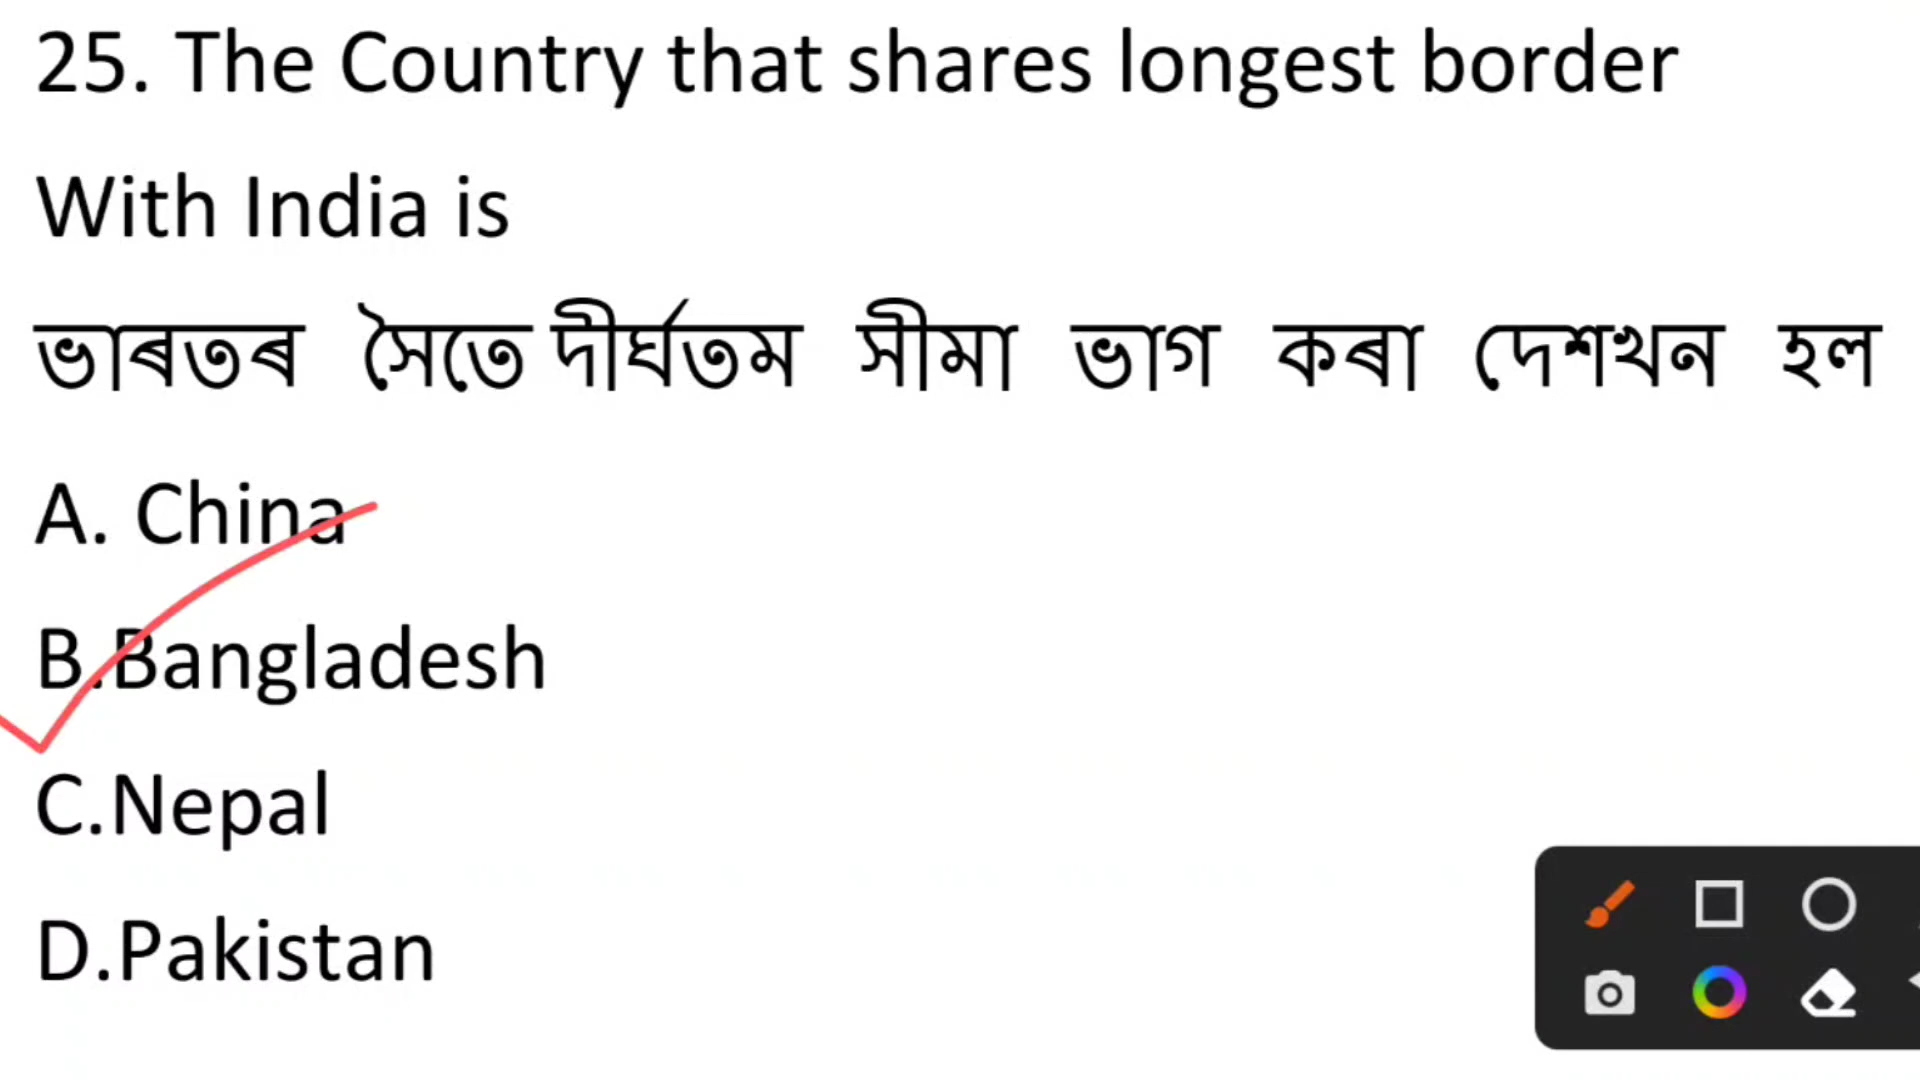 25. The Country that shares longest border
With India is
ভাৰতৰ সৈতে দীৰ্ঘতম সীমা ভাগ কৰা দেশখন হল
A. China
B.Bangladesh
C.Nepal
D.Pakistan